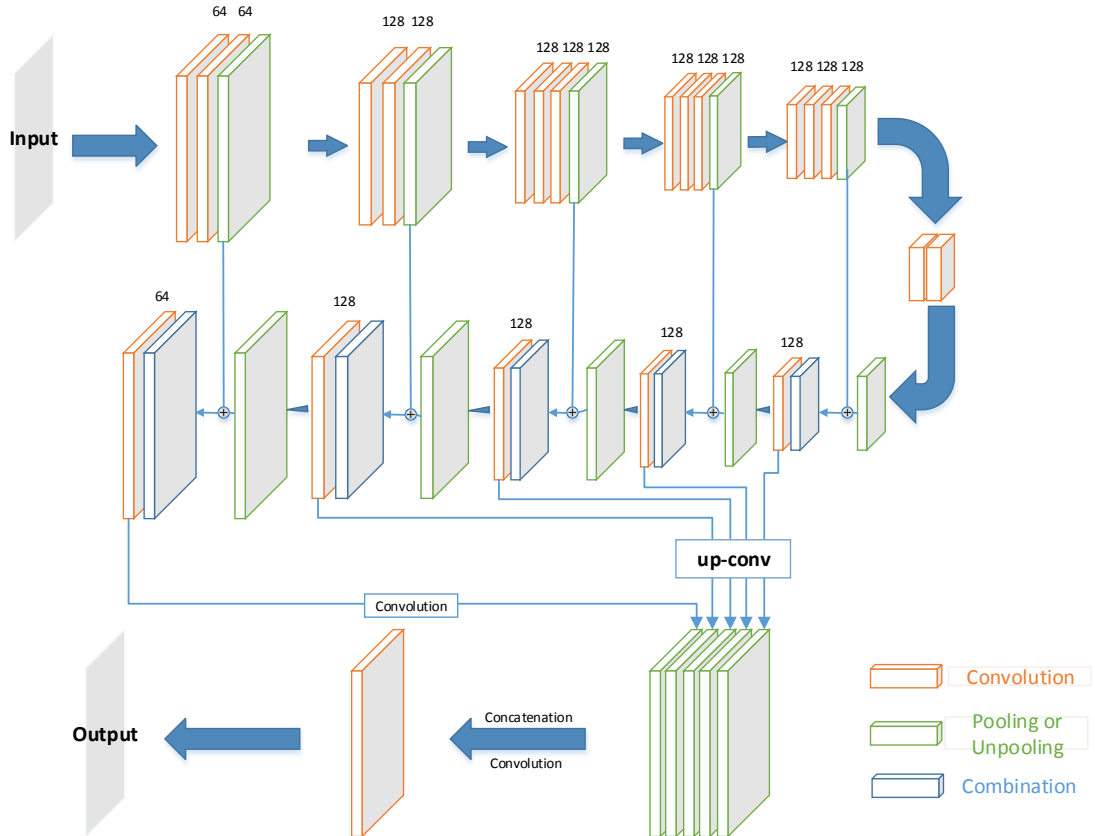 64 64
128 128
128 128 128
128 128 128
128 128 128
Input
64
128
128
128
128
up-conv
Convolution
Output
Concatenation
Convolution
Convolution
Pooling or
Unpooling
Combination